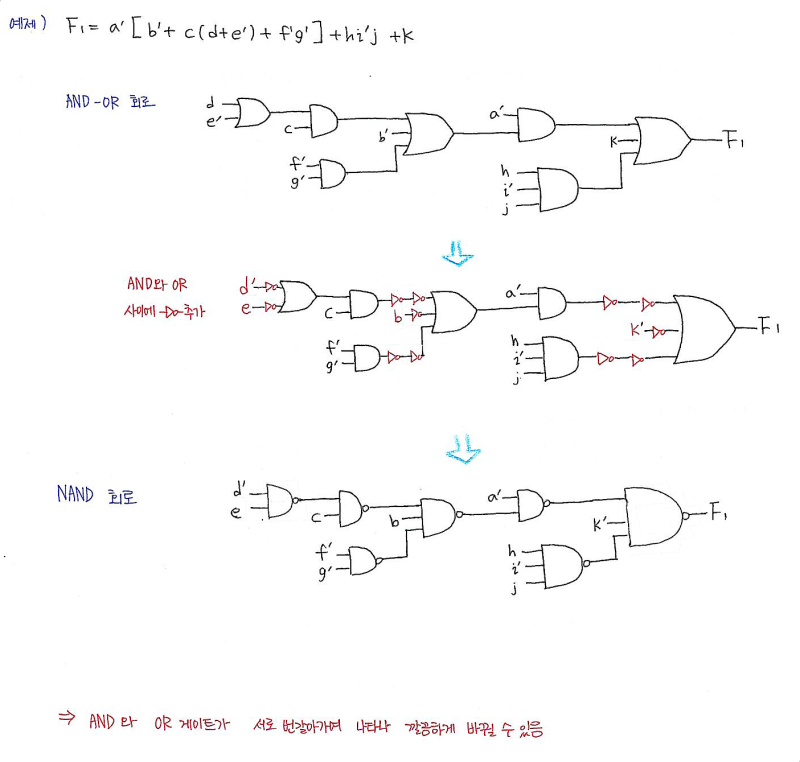 예제) F₁ = a' [ b' + c(d+e') + f'g' ] + hi'j + k
AND-OR 회로
d
e'
c
b'
f'
g'
a'
k
h
i'
j
F₁
AND와 OR
사이에 -▷○- 추가
d'
e
c
b
f'
g'
a'
k'
h
i'
j
F₁
NAND 회로
d'
e
c
b
f'
g'
a'
k'
h
i'
j
F₁
⇒ AND와 OR 게이트가 서로 번갈아가며 나타나 깔끔하게 바꿀 수 있음